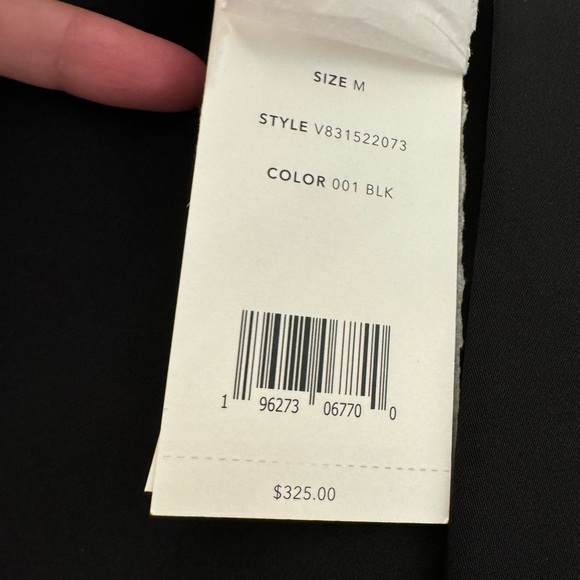 SIZE M
STYLE V831522073
COLOR 001 BLK
1 96273 06770 0
$325.00